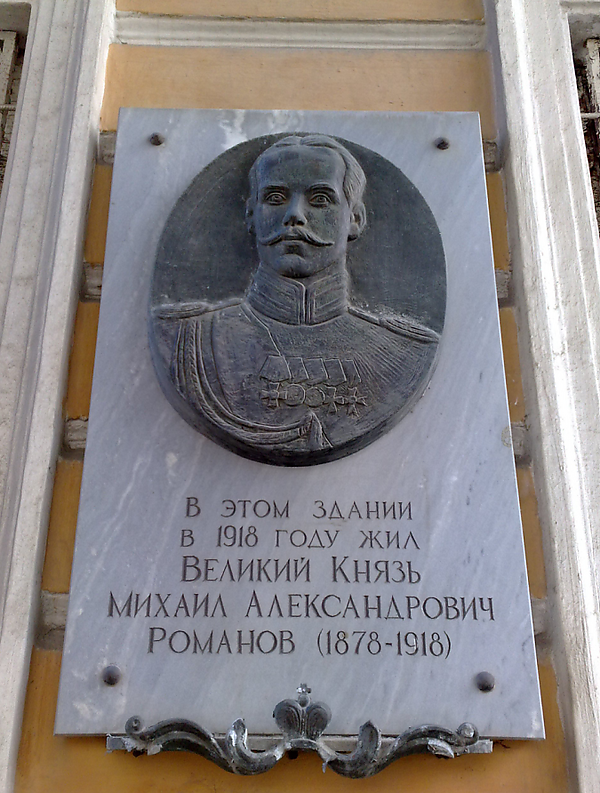 В ЭТОМ ЗДАНИИ
В 1918 ГОДУ ЖИЛ
ВЕЛИКИЙ КНЯЗЬ
МИХАИЛ АЛЕКСАНДРОВИЧ
РОМАНОВ (1878-1918)